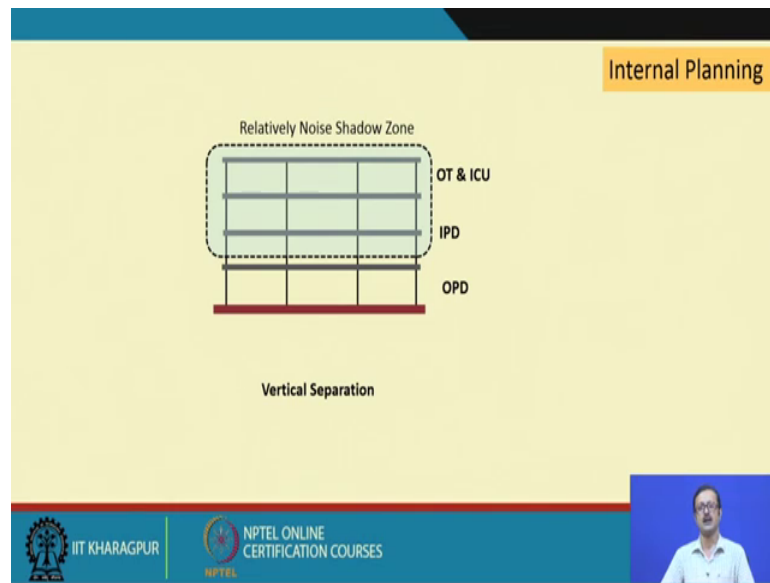 Internal Planning
Relatively Noise Shadow Zone
OT & ICU
IPD
OPD
Vertical Separation
IIT KHARAGPUR
NPTEL
NPTEL ONLINE
CERTIFICATION COURSES